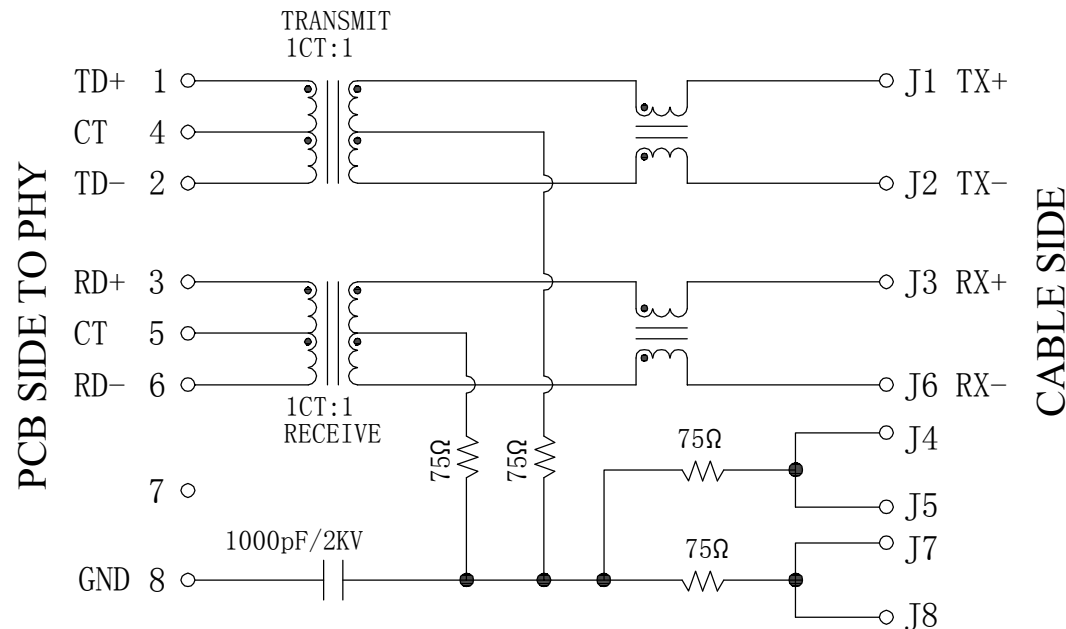 TRANSMIT
1CT:1
TD+ 1
CT 4
TD− 2
J1 TX+
J2 TX−
PCB SIDE TO PHY
CABLE SIDE
RD+ 3
CT 5
RD− 6
J3 RX+
J6 RX−
1CT:1
RECEIVE
75Ω
75Ω
75Ω
J4
J5
7
1000pF/2KV
75Ω
J7
GND 8
J8